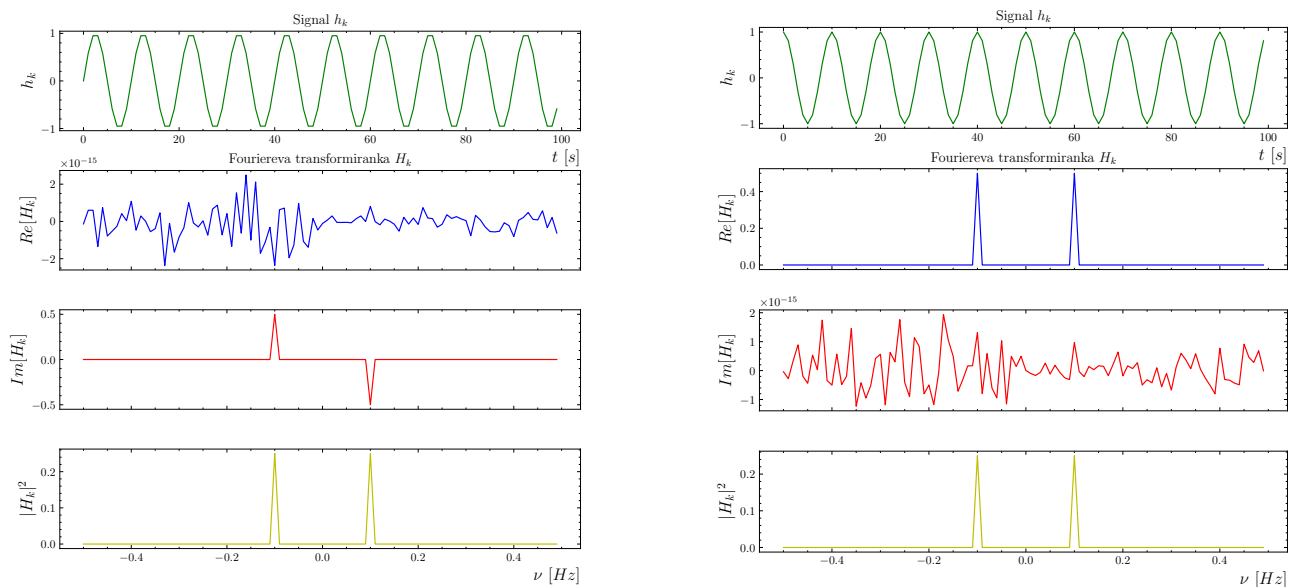 Signal h_k
1
0
−1
h_k
0 20 40 60 80 100
t [s]
Fouriereva transformiranka H_k
×10⁻¹⁵
2
0
−2
Re[H_k]
0.5
0.0
−0.5
Im[H_k]
0.2
0.1
0.0
|H_k|²
−0.4 −0.2 0.0 0.2 0.4
ν [Hz]
Signal h_k
1
0
−1
h_k
0 20 40 60 80 100
t [s]
Fouriereva transformiranka H_k
0.4
0.2
0.0
Re[H_k]
×10⁻¹⁵
2
1
0
−1
Im[H_k]
0.2
0.1
0.0
|H_k|²
−0.4 −0.2 0.0 0.2 0.4
ν [Hz]